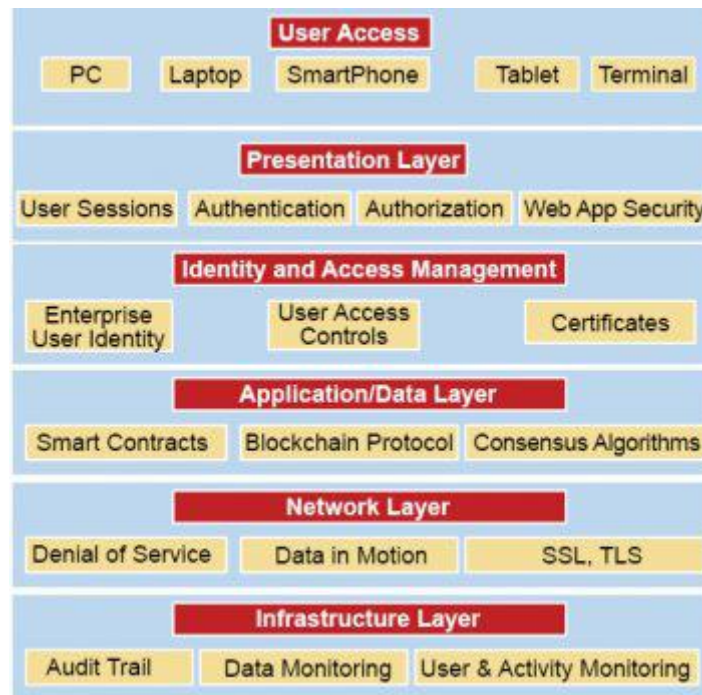 User Access
PC Laptop SmartPhone Tablet Terminal
Presentation Layer
User Sessions Authentication Authorization Web App Security
Identity and Access Management
Enterprise
User Identity
User Access
Controls
Certificates
Application/Data Layer
Smart Contracts Blockchain Protocol Consensus Algorithms
Network Layer
Denial of Service Data in Motion SSL, TLS
Infrastructure Layer
Audit Trail Data Monitoring User & Activity Monitoring